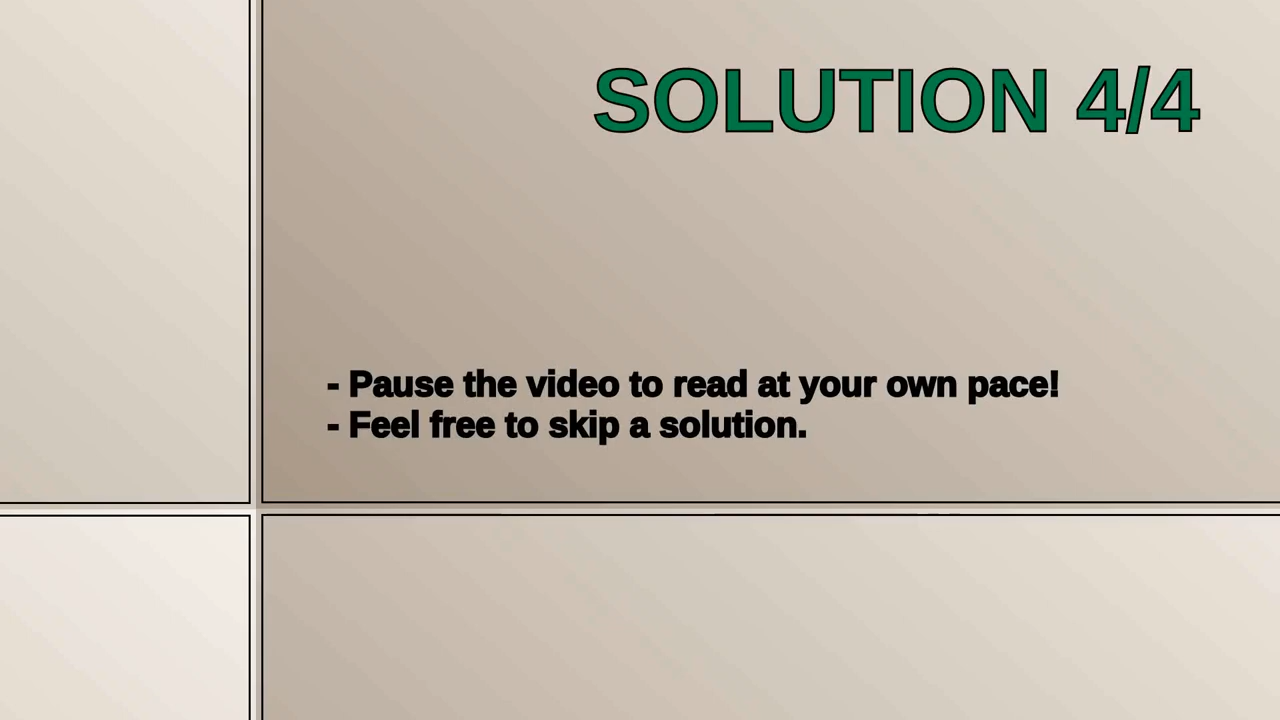 SOLUTION 4/4
- Pause the video to read at your own pace!
- Feel free to skip a solution.